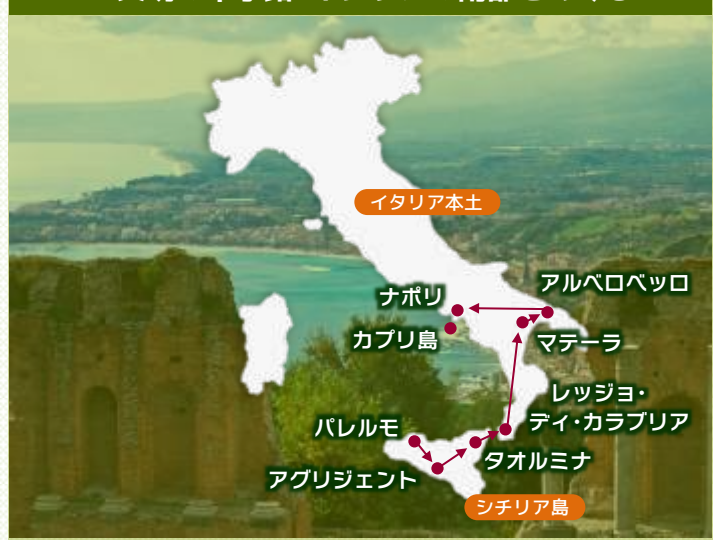 イタリア本土
アルベロベッロ
ナポリ
カプリ島
マテーラ
レッジョ・
ディ・カラブリア
パレルモ
タオルミナ
アグリジェント
シチリア島